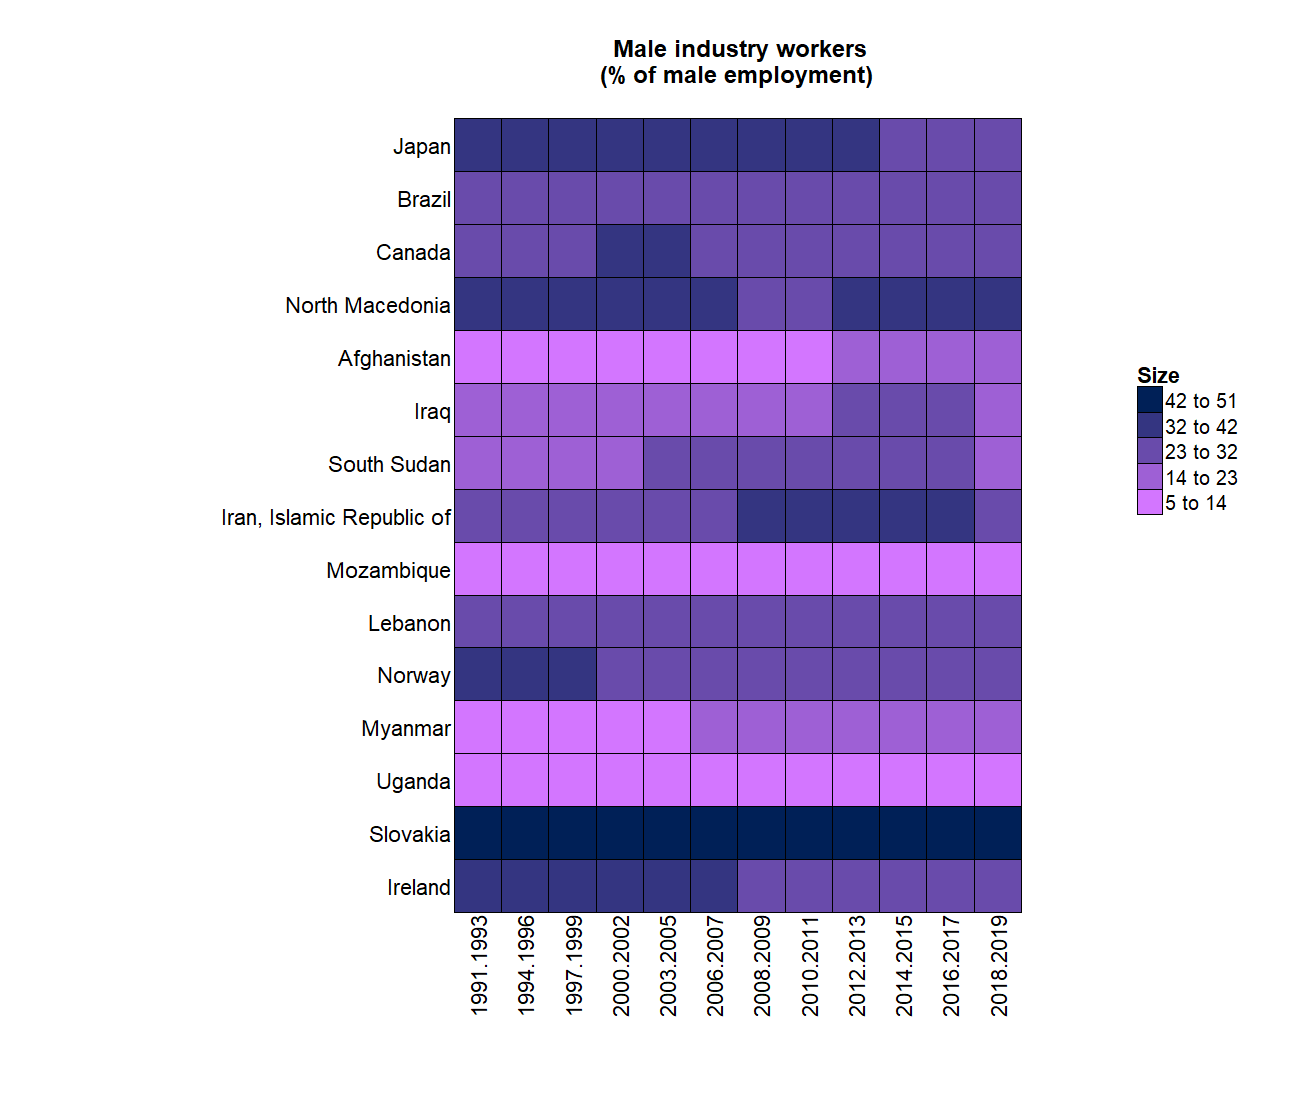 Male industry workers
(% of male employment)
Japan
Brazil
Canada
North Macedonia
Afghanistan
Iraq
South Sudan
Iran, Islamic Republic of
Mozambique
Lebanon
Norway
Myanmar
Uganda
Slovakia
Ireland
1991.1993
1994.1996
1997.1999
2000.2002
2003.2005
2006.2007
2008.2009
2010.2011
2012.2013
2014.2015
2016.2017
2018.2019
Size
42 to 51
32 to 42
23 to 32
14 to 23
5 to 14